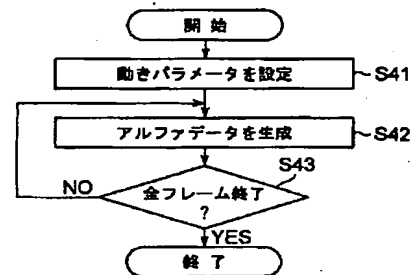 開始
動きパラメータを設定
S41
アルファデータを生成
S42
S43
全フレーム終了
?
NO
YES
終了